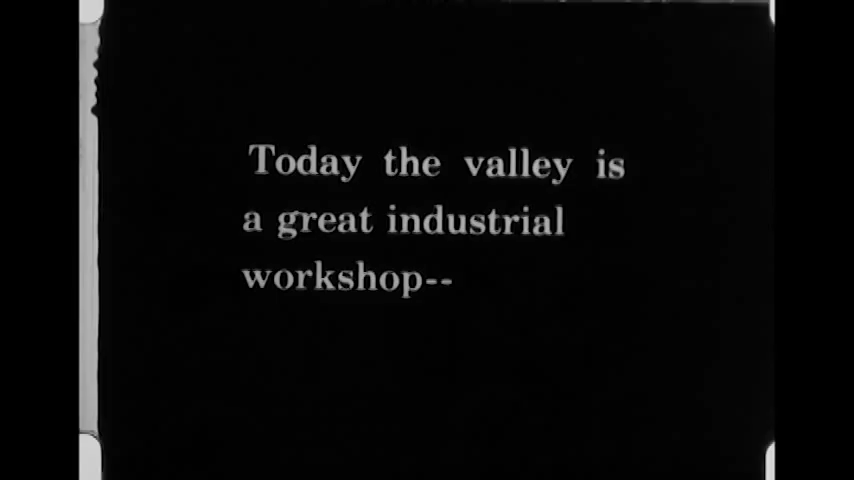 Today the valley is
a great industrial
workshop--